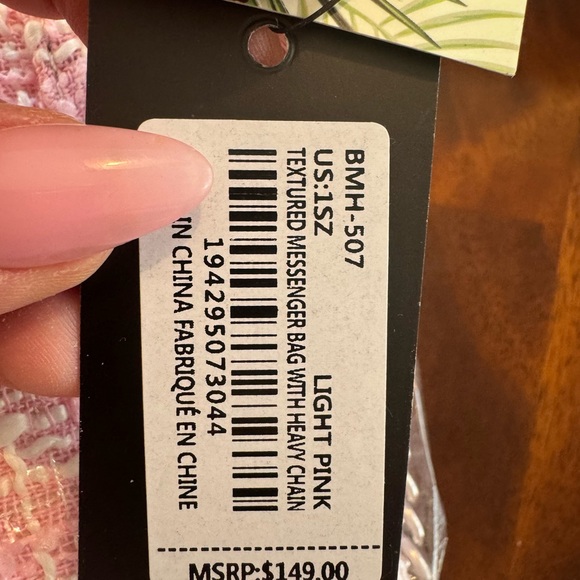 BMH-507
US:1SZ LIGHT PINK
TEXTURED MESSENGER BAG WITH HEAVY CHAIN
194295073044
IN CHINA FABRIQUÉ EN CHINE
MSRP:$149.00